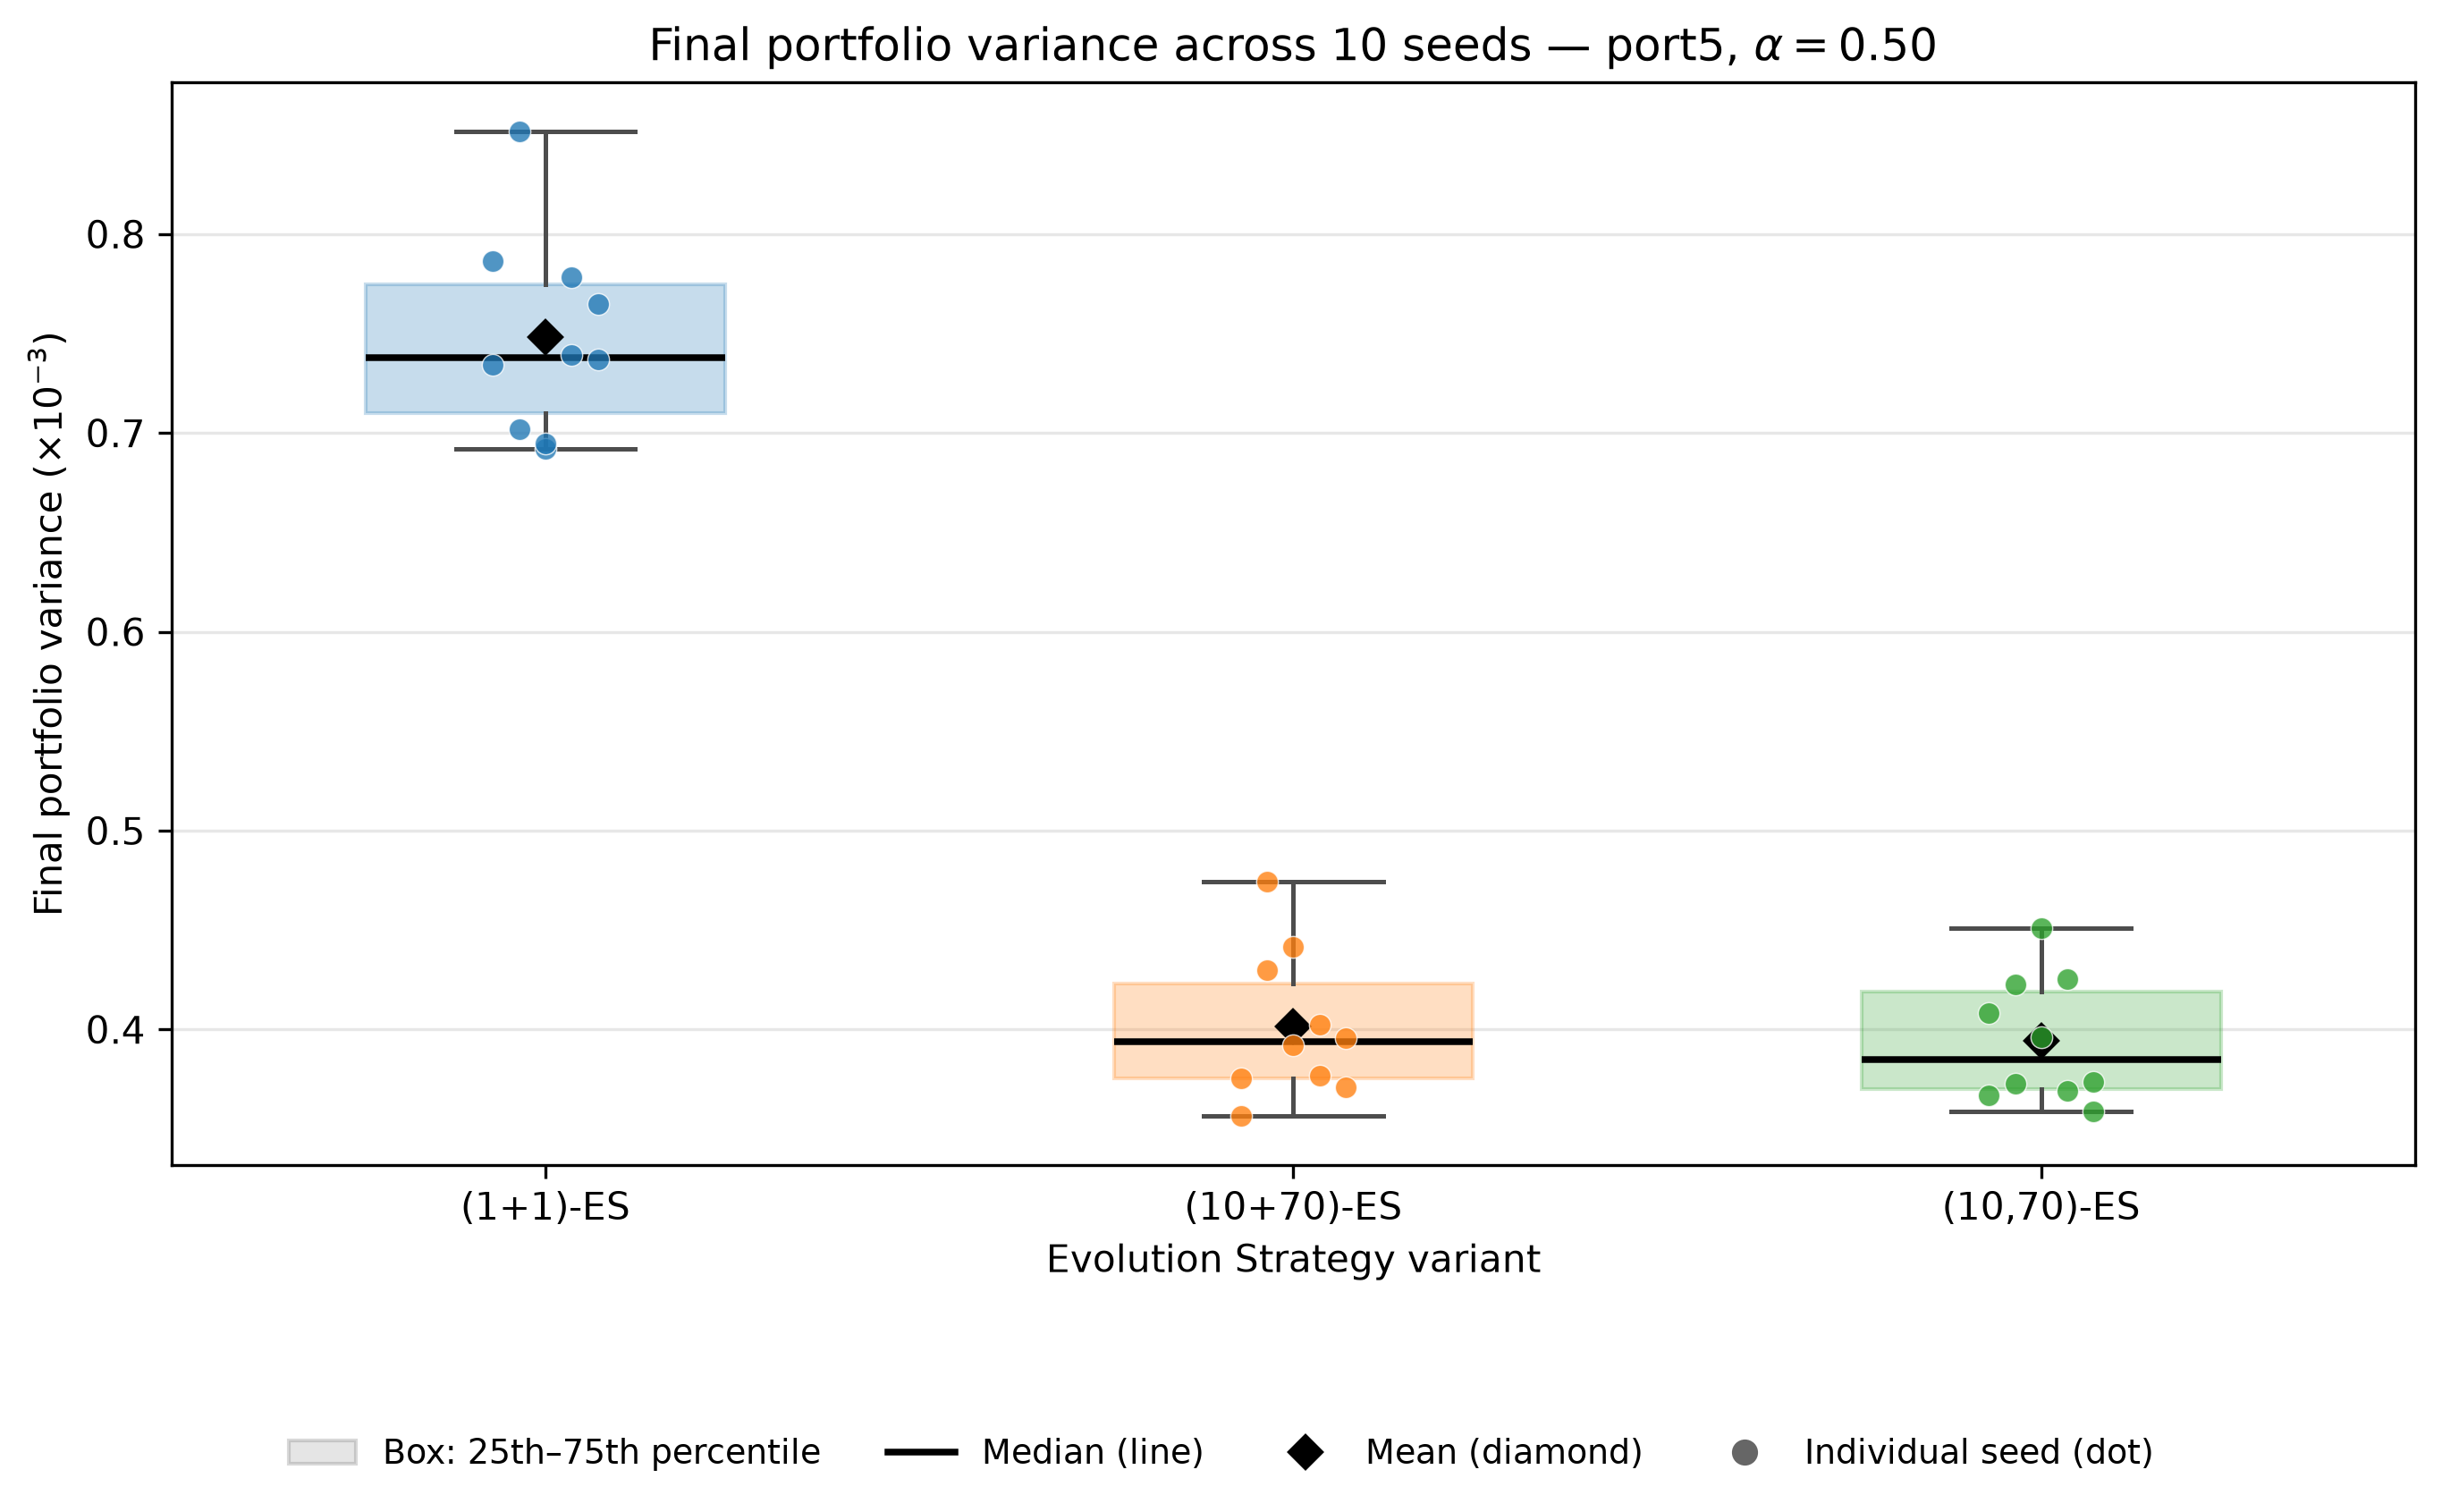 Final portfolio variance across 10 seeds — port5, α = 0.50
Final portfolio variance (×10⁻³)
0.8
0.7
0.6
0.5
0.4
(1+1)-ES (10+70)-ES (10,70)-ES
Evolution Strategy variant
Box: 25th–75th percentile Median (line) Mean (diamond) Individual seed (dot)